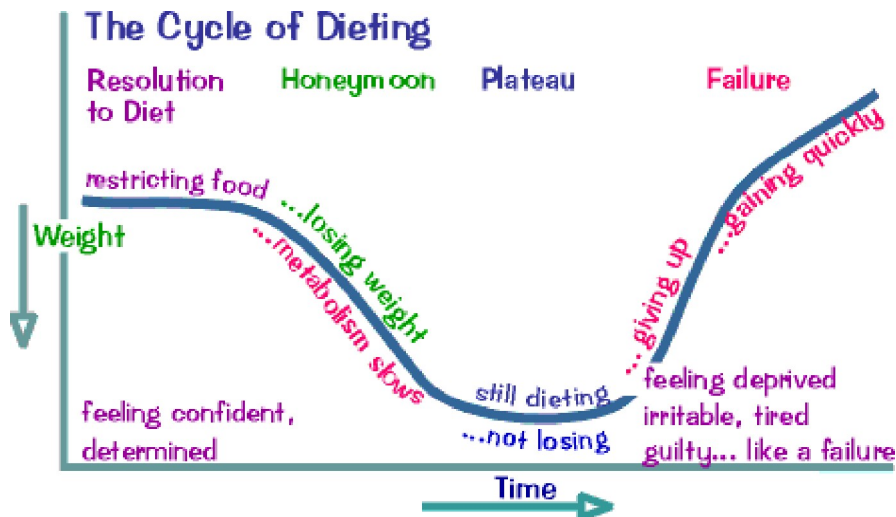 The Cycle of Dieting
Resolution
to Diet
Honeymoon
Plateau
Failure
restricting food
...losing weight
...metabolism slows
Weight
still dieting
...not losing
... giving up
...gaining quickly
feeling confident,
determined
feeling deprived
irritable, tired
guilty... like a failure
Time